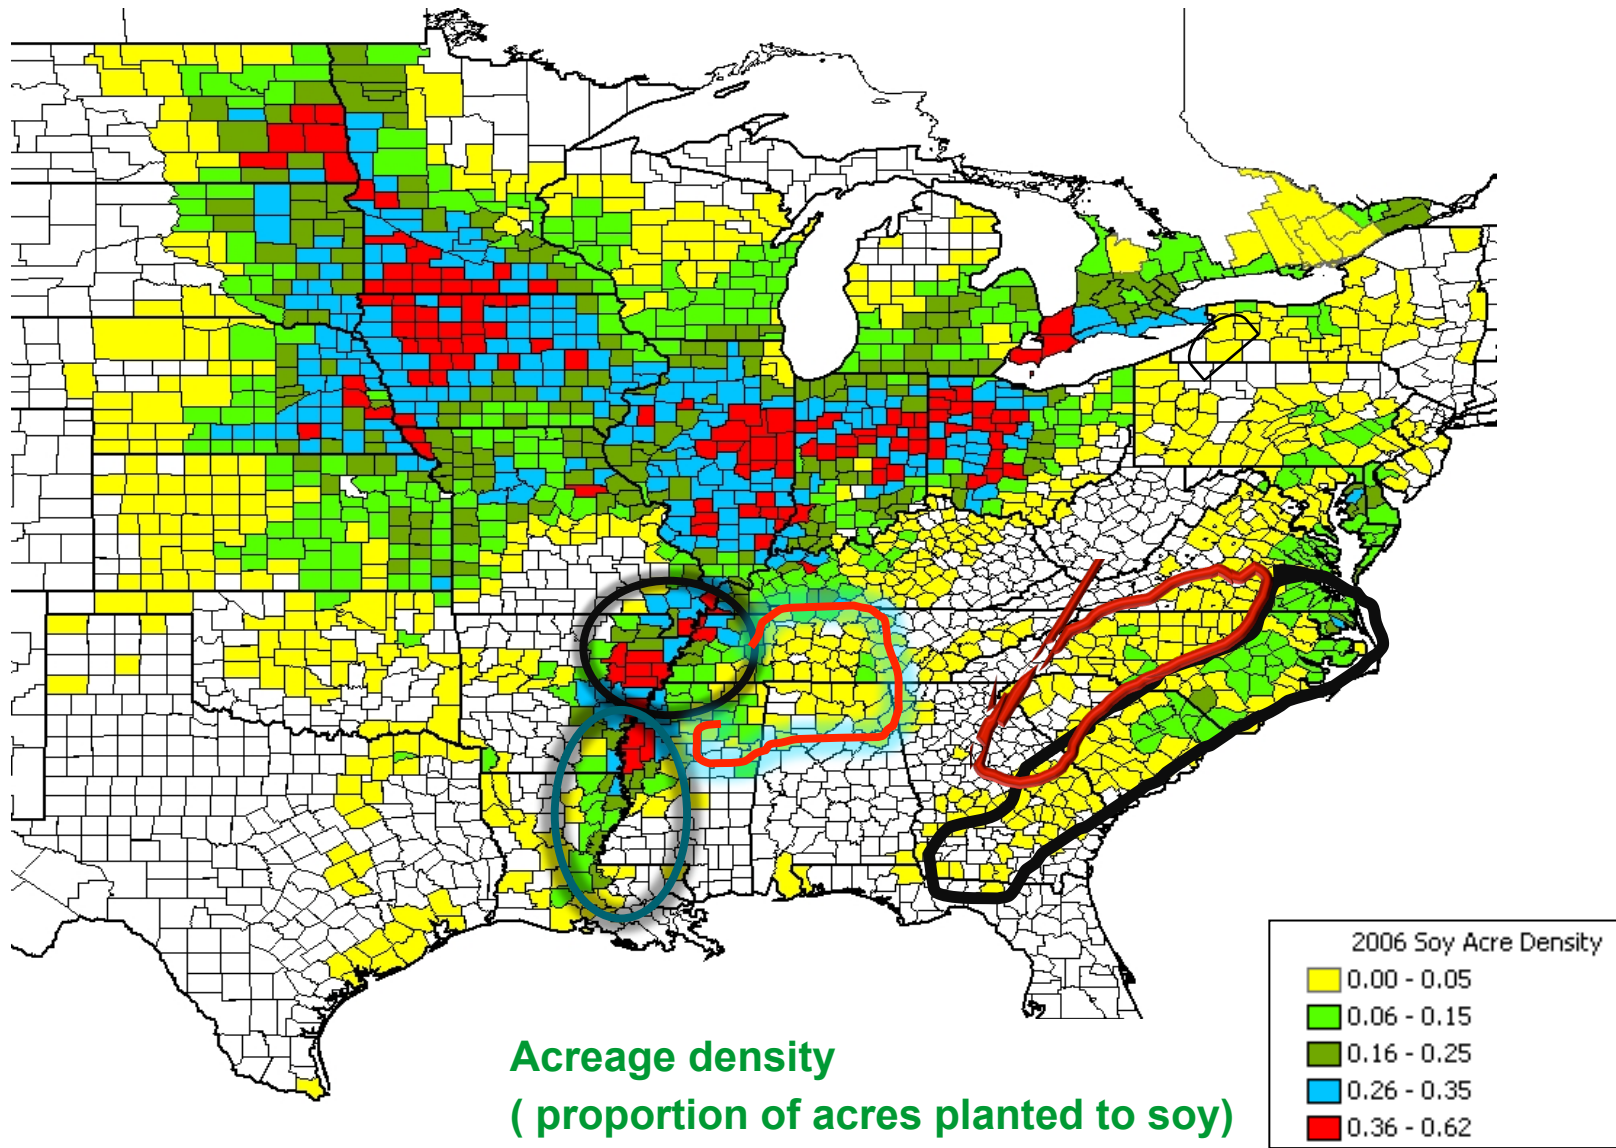 2006 Soy Acre Density
0.00 - 0.05
0.06 - 0.15
0.16 - 0.25
0.26 - 0.35
0.36 - 0.62
Acreage density
( proportion of acres planted to soy)